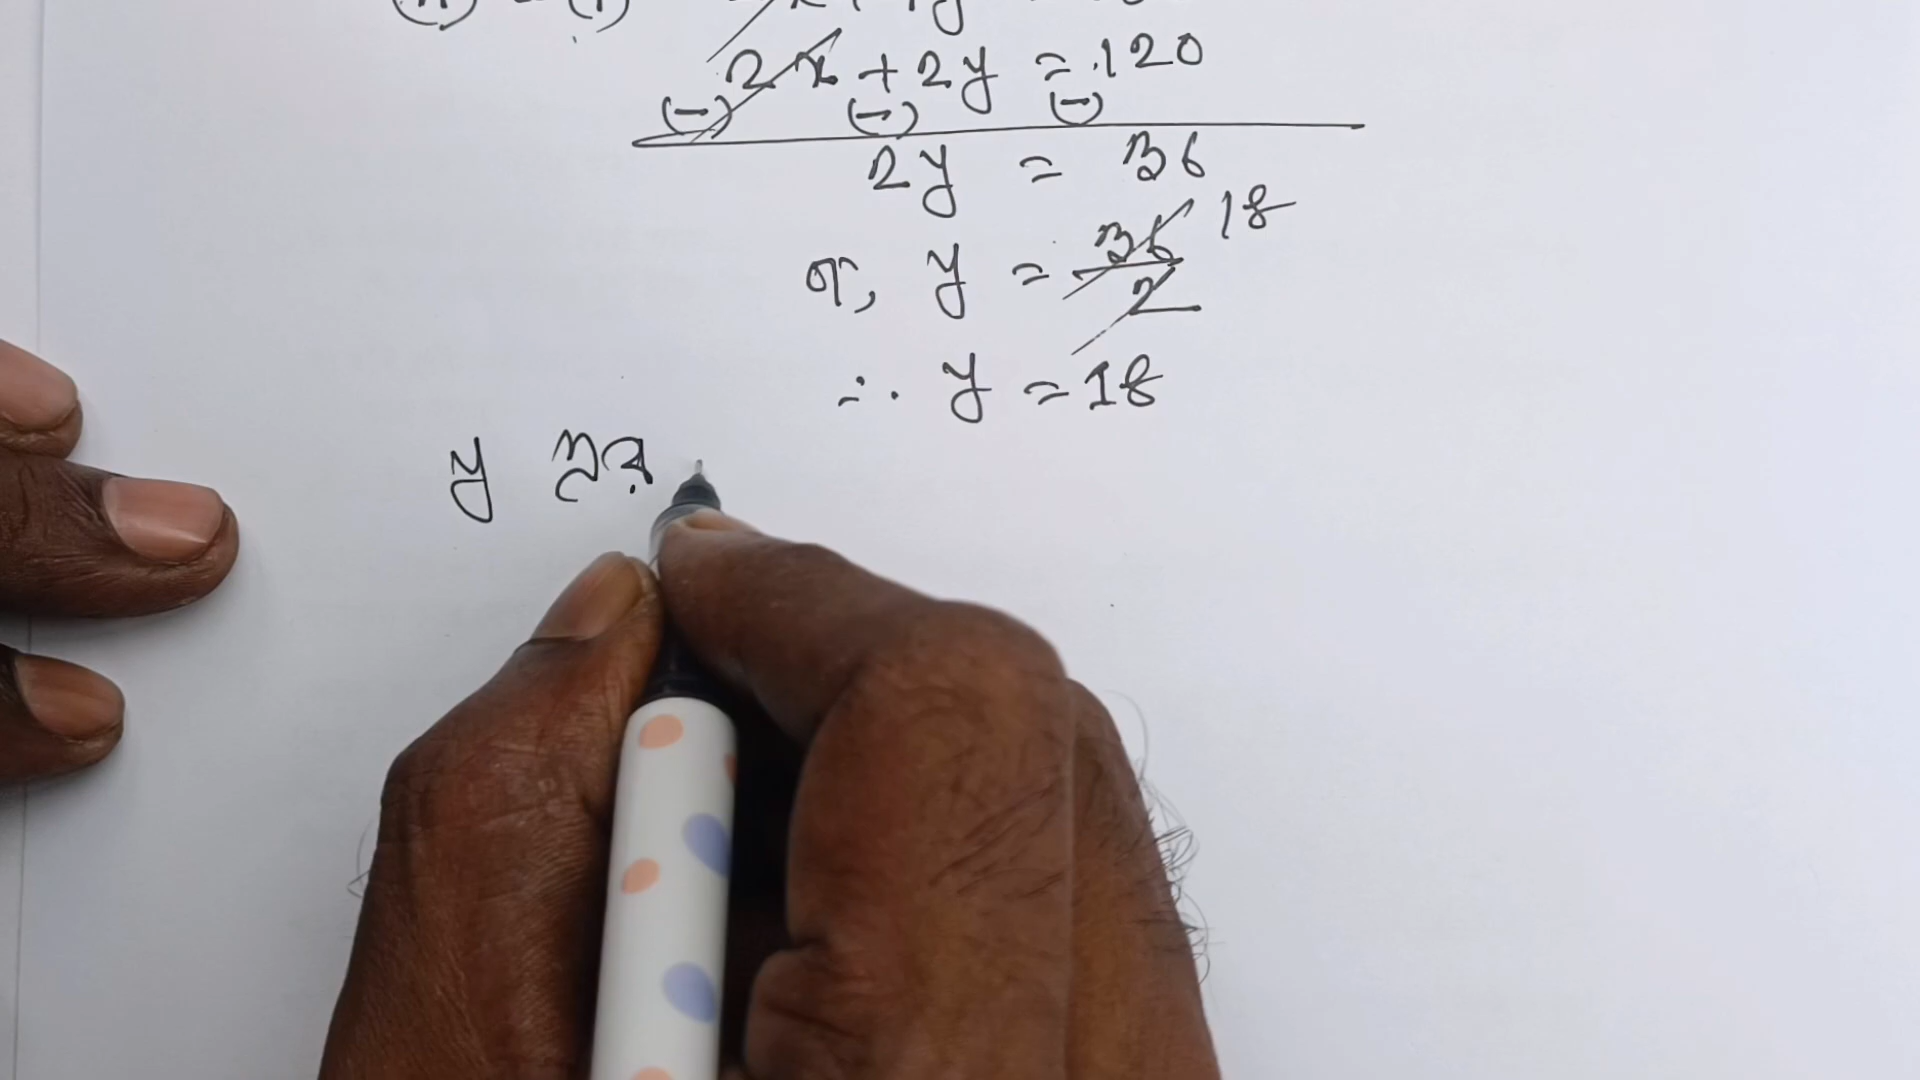 2x + 2y = 120
(-) (-) (-)
2y = 36
বা, y = 36/2 18
∴ y = 18
y এর